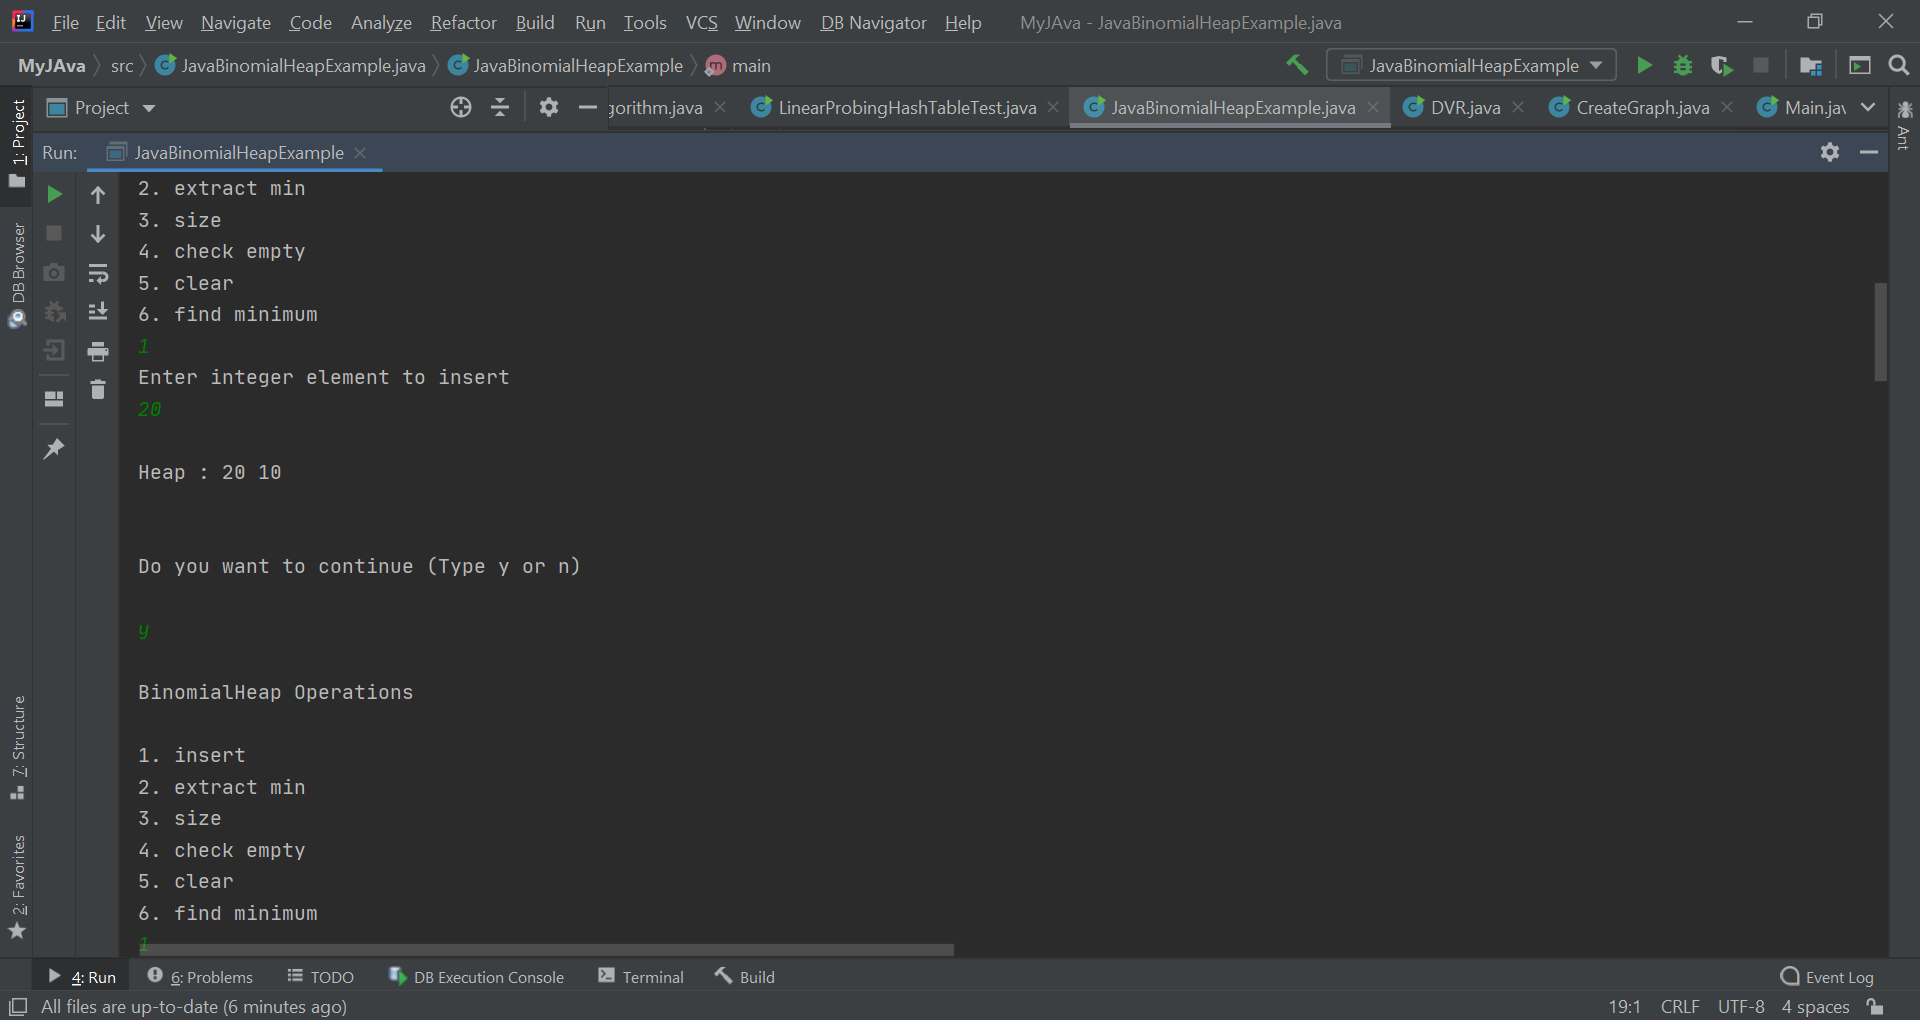 File Edit View Navigate Code Analyze Refactor Build Run Tools VCS Window DB Navigator Help MyJAva - JavaBinomialHeapExample.java
MyJAva src JavaBinomialHeapExample.java JavaBinomialHeapExample main JavaBinomialHeapExample
Project gorithm.java LinearProbingHashTableTest.java JavaBinomialHeapExample.java DVR.java CreateGraph.java Main.jav
Run: JavaBinomialHeapExample
1: Project
DB Browser
7: Structure
2: Favorites
Ant
2. extract min
3. size
4. check empty
5. clear
6. find minimum
1
Enter integer element to insert
20
Heap : 20 10
Do you want to continue (Type y or n)
y
BinomialHeap Operations
1. insert
2. extract min
3. size
4. check empty
5. clear
6. find minimum
1
4: Run 6: Problems TODO DB Execution Console Terminal Build Event Log
All files are up-to-date (6 minutes ago) 19:1 CRLF UTF-8 4 spaces